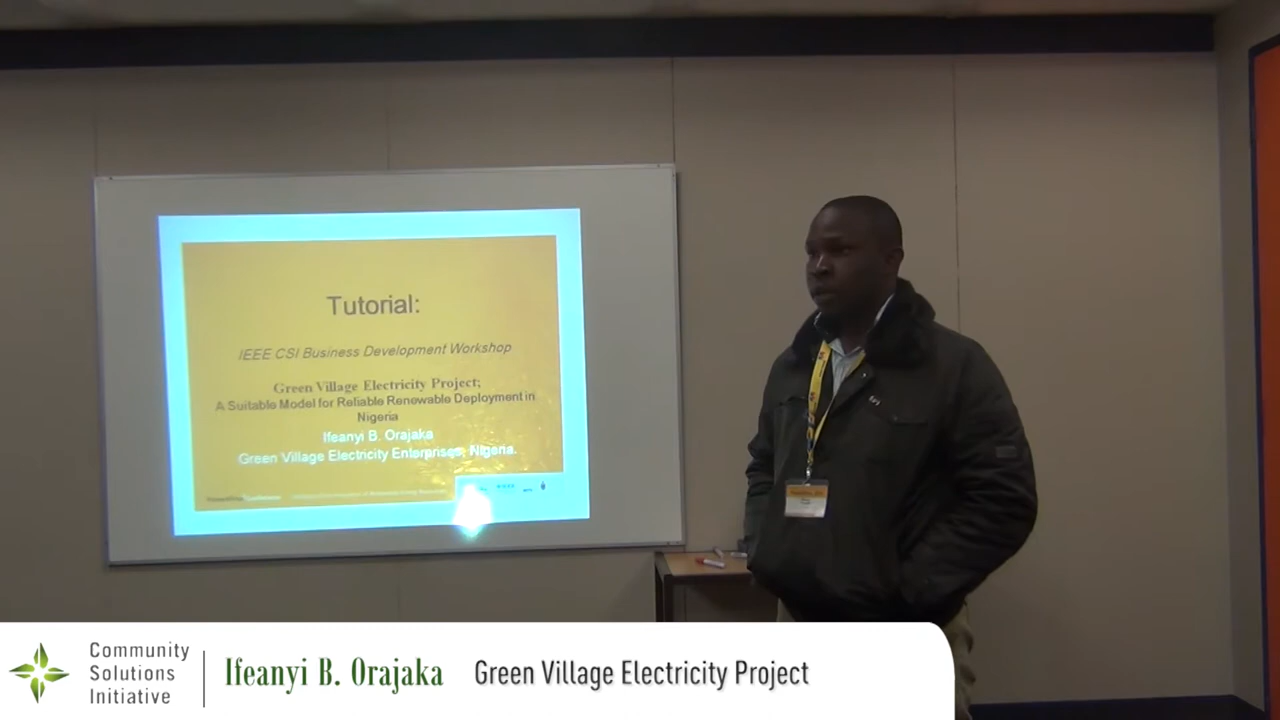 Tutorial:
IEEE CSI Business Development Workshop
Green Village Electricity Project;
A Suitable Model for Reliable Renewable Deployment in
Nigeria
Ifeanyi B. Orajaka
Green Village Electricity Enterprises, Nigeria.
Community
Solutions
Initiative
Ifeanyi B. Orajaka
Green Village Electricity Project